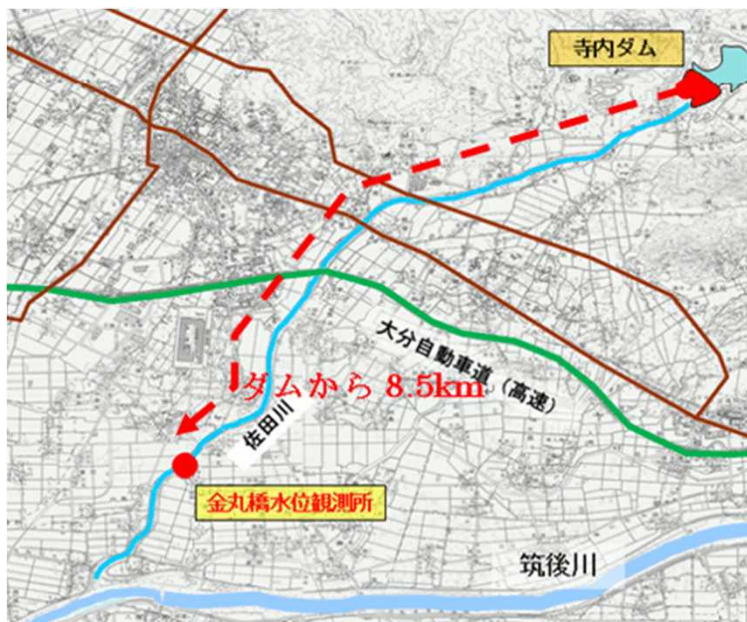 寺内ダム
大分自動車道（高速）
ダムから 8.5km
佐田川
金丸橋水位観測所
筑後川